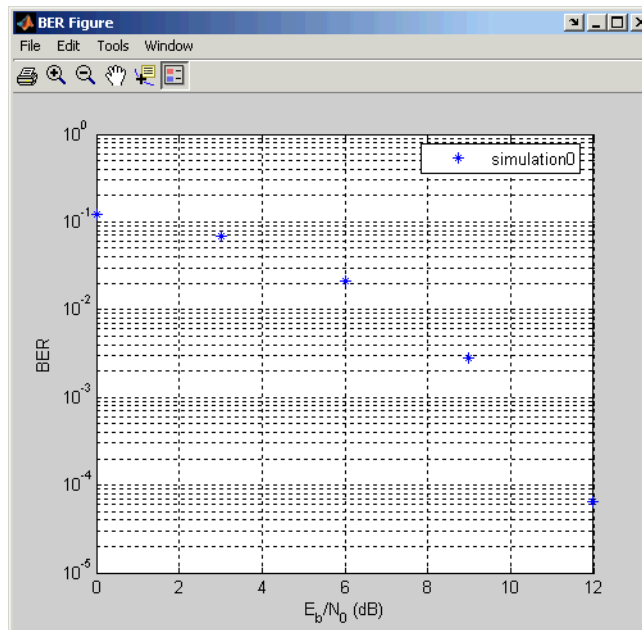 BER Figure
File Edit Tools Window
simulation0
10^0
10^-1
10^-2
10^-3
10^-4
10^-5
BER
0 2 4 6 8 10 12
E_b/N_0 (dB)